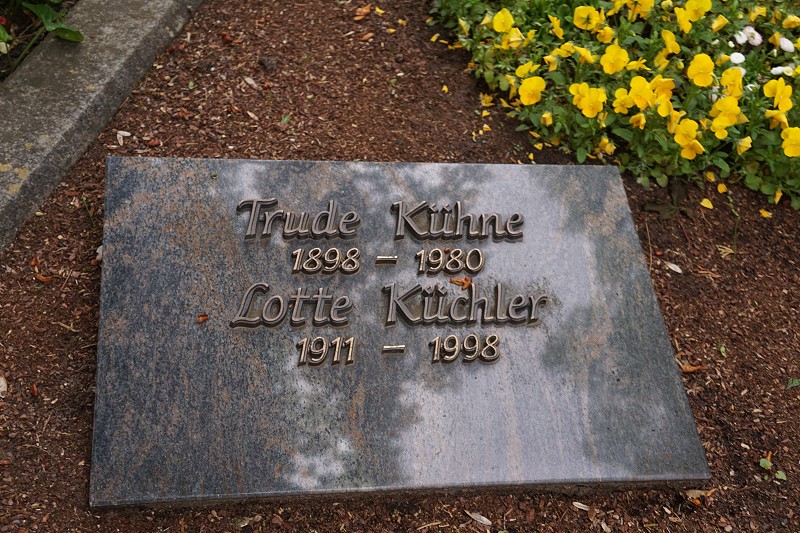 Trude Kühne
1898 – 1980
Lotte Küchler
1911 – 1998